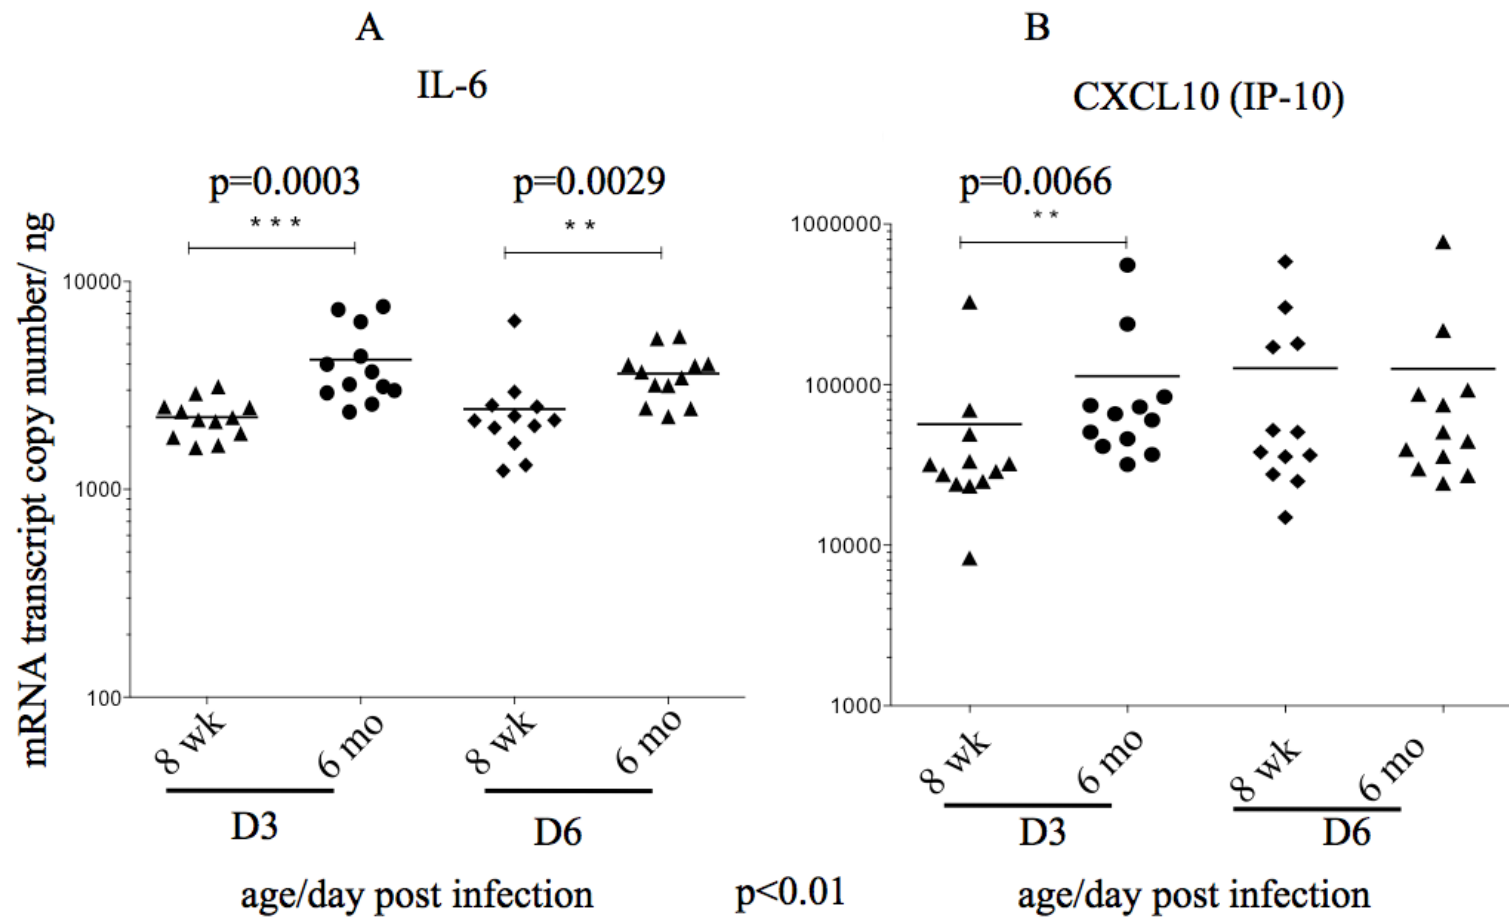 A
IL-6
p=0.0003
***
p=0.0029
**
mRNA transcript copy number/ ng
10000
1000
100
8 wk
6 mo
8 wk
6 mo
D3
D6
age/day post infection
p<0.01
B
CXCL10 (IP-10)
p=0.0066
**
1000000
100000
10000
1000
8 wk
6 mo
8 wk
6 mo
D3
D6
age/day post infection